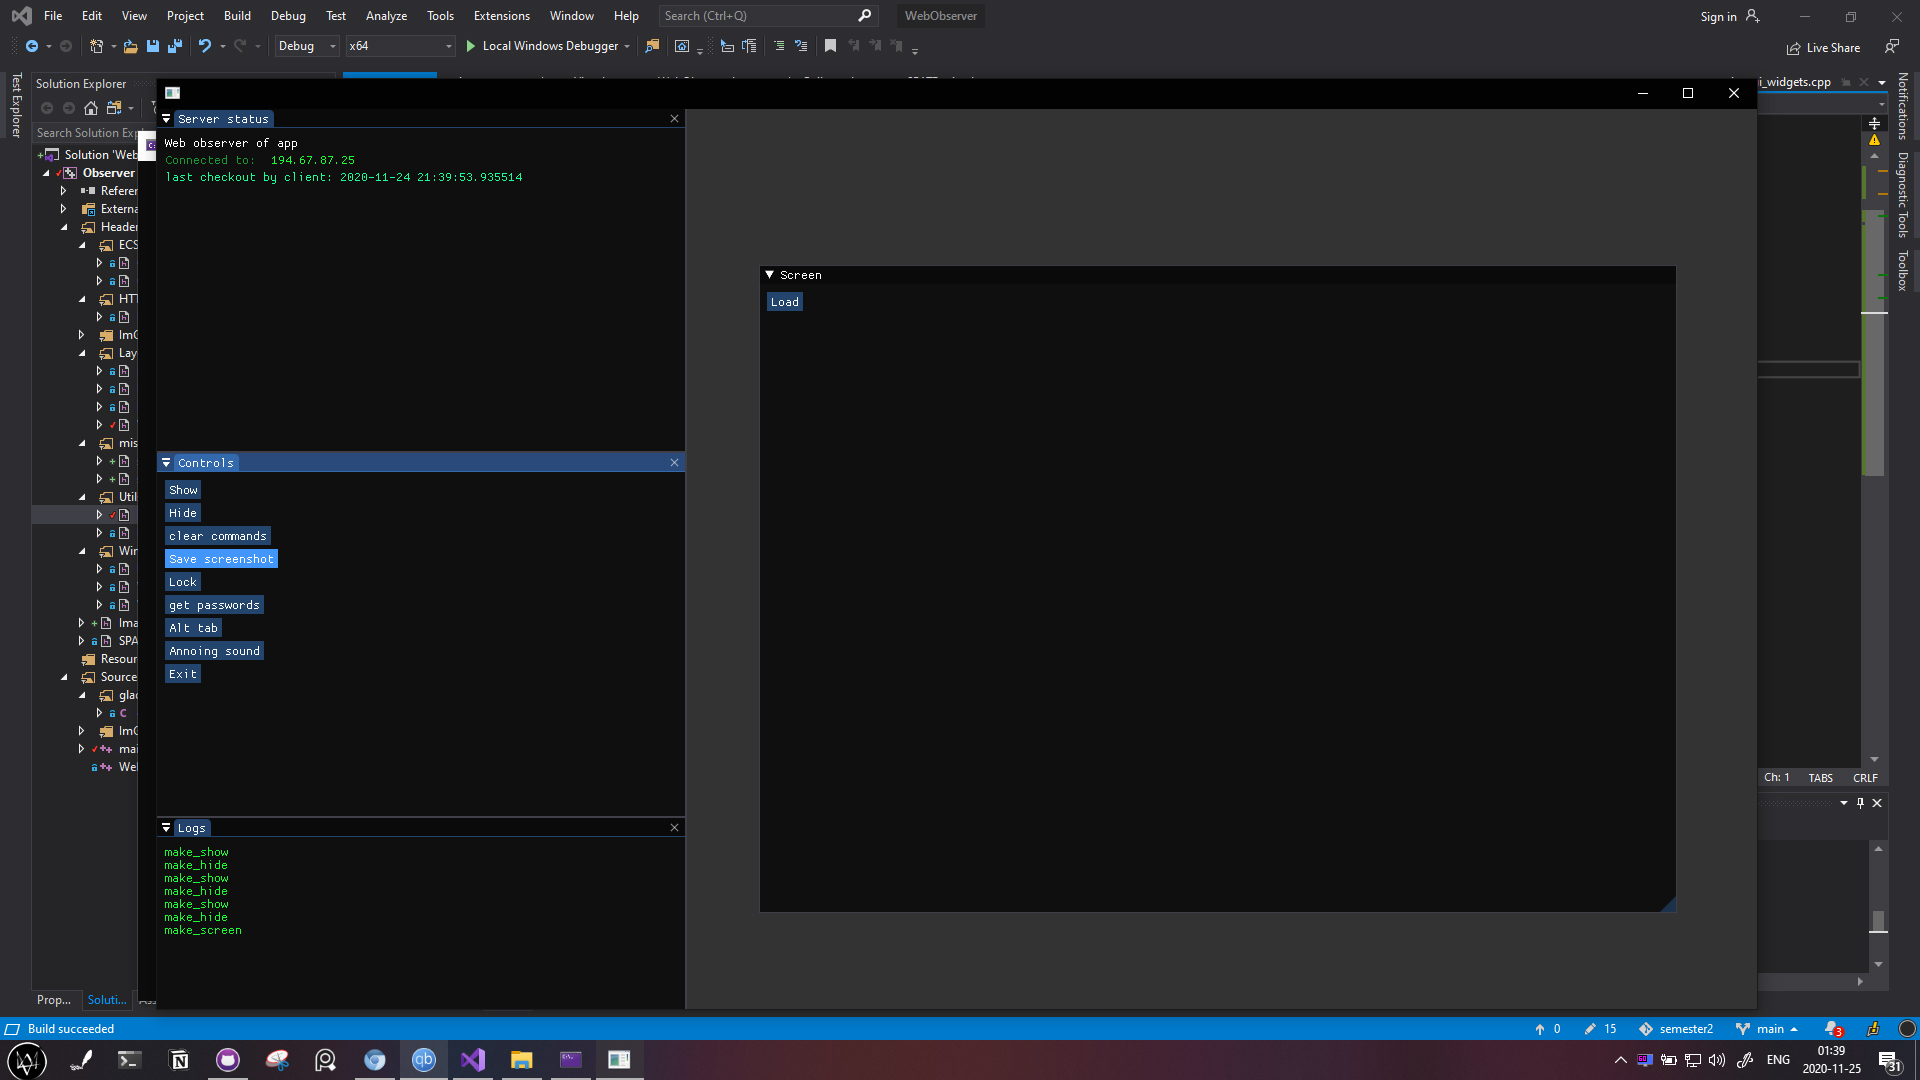 File Edit View Project Build Debug Test Analyze Tools Extensions Window Help Search (Ctrl+Q) WebObserver Sign in
Debug x64 Local Windows Debugger Live Share
Test Explorer
Solution Explorer
Search Solution Exp
Solution 'Web
Observer
Referen
Externa
Header
ECS
HTT
ImG
Lay
mis
Util
Win
Ima
SPA
Resour
Source
glad
ImG
mai
We
Prop...
Soluti...
i_widgets.cpp
Notifications
Diagnostic Tools
Toolbox
Server status
Web observer of app
Connected to: 194.67.87.25
last checkout by client: 2020-11-24 21:39:53.935514
Controls
Show
Hide
clear commands
Save screenshot
Lock
get passwords
Alt tab
Annoing sound
Exit
Logs
make_show
make_hide
make_show
make_hide
make_show
make_hide
make_screen
Screen
Load
Ch: 1 TABS CRLF
Build succeeded
0 15 semester2 main 3
ENG
01:39
2020-11-25
31